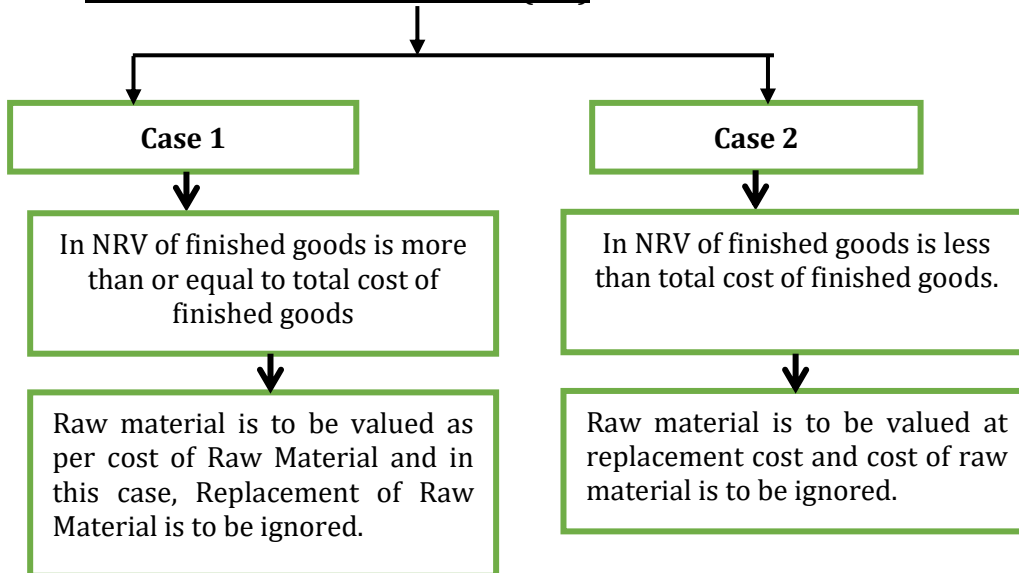 Case 1
Case 2
In NRV of finished goods is more
than or equal to total cost of
finished goods
In NRV of finished goods is less
than total cost of finished goods.
Raw material is to be valued as
per cost of Raw Material and in
this case, Replacement of Raw
Material is to be ignored.
Raw material is to be valued at
replacement cost and cost of raw
material is to be ignored.